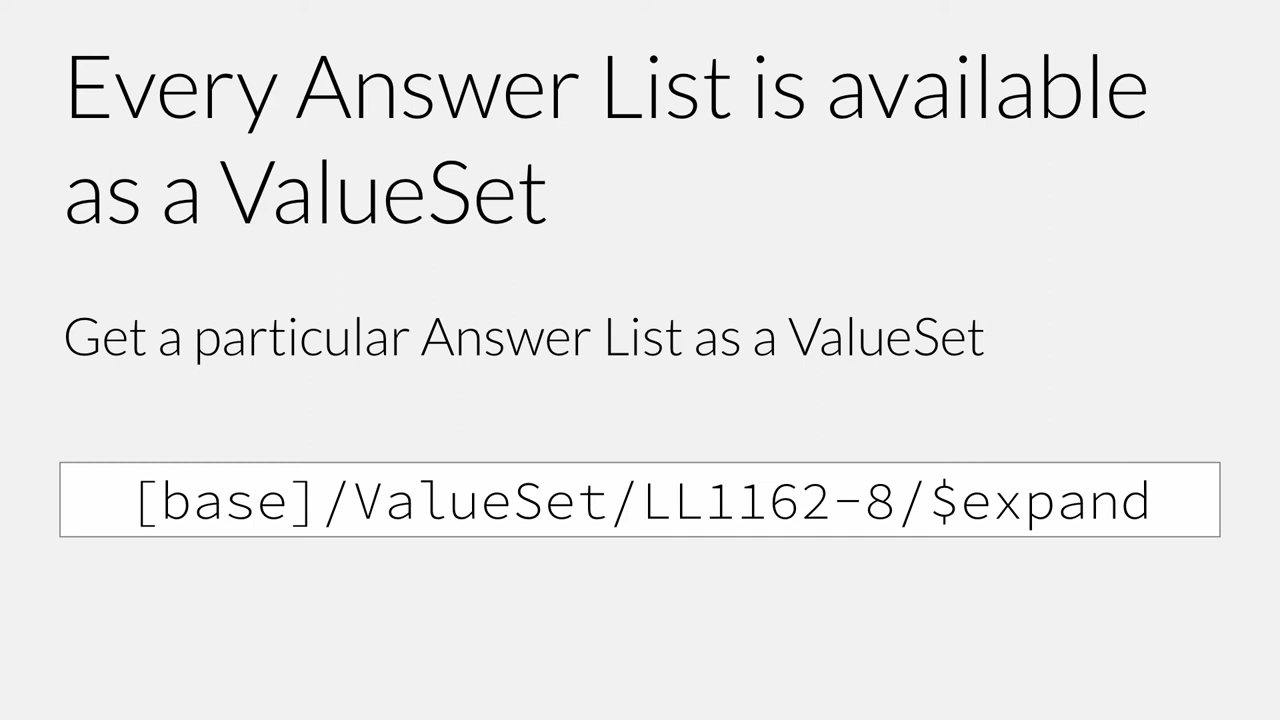 Every Answer List is available
as a ValueSet
Get a particular Answer List as a ValueSet
[base]/ValueSet/LL1162-8/$expand